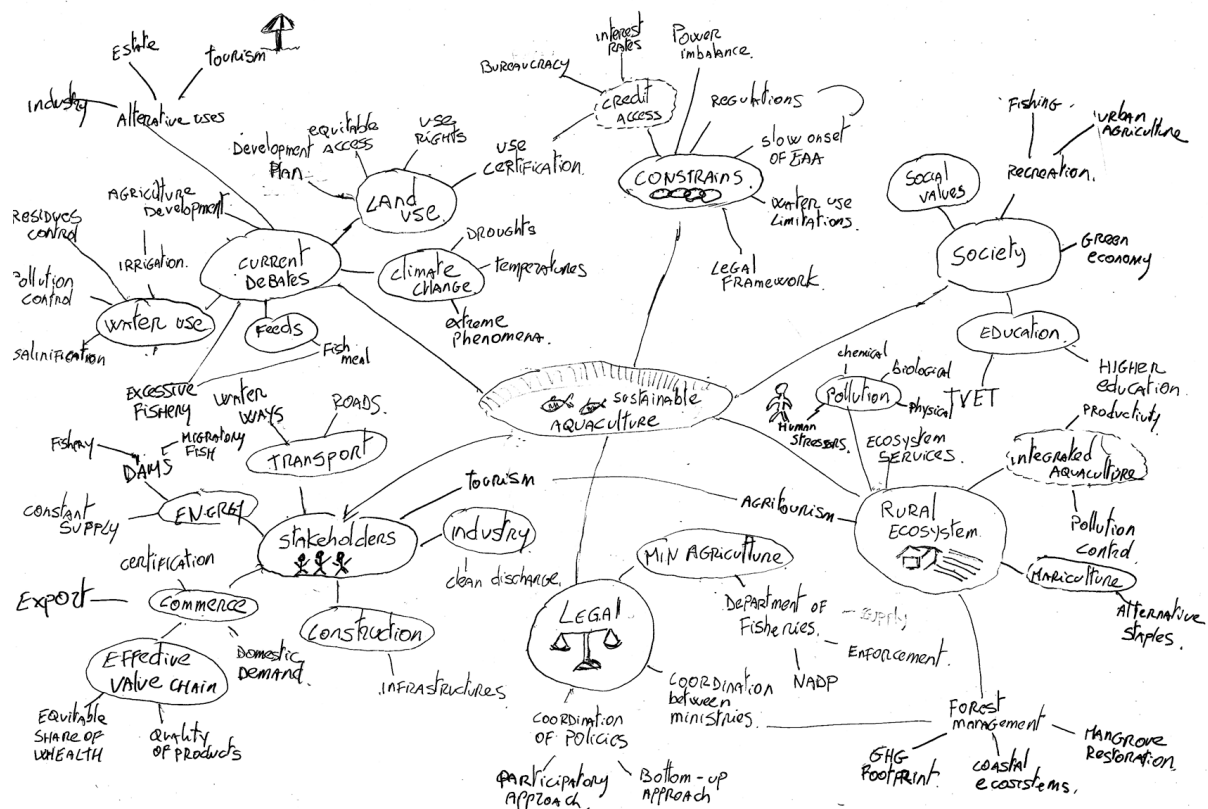 Estate
tourism
Industry
Alterative uses
BUREAUCRACY
interest
RATES
Power
imbalance.
credit
ACCESS
REGULATIONS
slow onset
OF EAA
CONSTRAINS
WATER USE
Limitations.
LEGAL
FRAMEWORK
Fishing.
URBAN
AGRICULTURE
RECREATION.
SOCIAL
VALUES
SOCIETY
Green
economy
EDUCATION
TVET
HIGHER
education.
Development
PLAN
equitable
ACCESS
USE
RIGHTS
USE
CERTIFICATION.
LAND
USE
AGRICULTURE
Development
RESIDUES
CONTROL
IRRIGATION.
CURRENT
DEBATES
climate
CHANGE
DROUGHTS
temperatures
extreme
PHENOMENA.
ollution
control
WATER USE
SALINIFICATION
Feeds
Fish
meal
EXCESSIVE
FISHERY
sustainable
AQUACULTURE
WATER
WAYS
ROADS.
TRANSPORT
FISHERY
MIGRATORY
FISH
DAMS
CONSTANT
SUPPLY
ENERGY
StAkeholders
tourism
industry
clean discharge.
CERTIFICATION
EXPORT
COMMERCE
Domestic
DEMAND.
EFFECTIVE
VALUE CHAIN
EQUITABLE
SHARE OF
WHEALTH
QUALITY
OF PRODUCTS
CONSTRUCTION
INFRASTRUCTURES
chemical
biological
Pollution
Physical
HUMAN
STRESSERS.
ECOSYSTEM
SERVICES.
PRODUCTIVITY
integrated
AQUACULTURE
Pollution
control
AGRITOURISM
RURAL
ECOSYSTEM.
MARICULTURE
ALTERNATIVE
STAPLES
LEGAL
MIN AGRICULTURE
DEPARTMENT OF
FISHERIES.
SUPPLY
ENFORCEMENT.
NADP
COORDINATION
between
ministries.
COORDINATION
OF POLICIES
PARTICIPATORY
APPROACH
BOTTOM-UP
APPROACH
FOREST
management
GHG
FOOTPRINT.
COASTAL
ecosistems.
MANGROVE
RESTORATION.